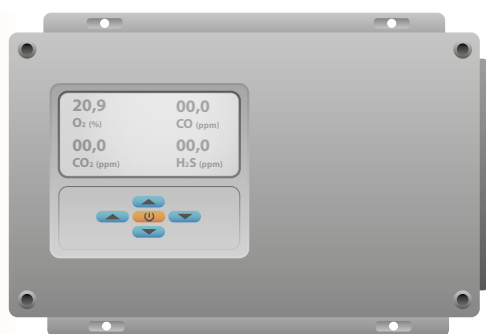 20,9 00,0
O₂ (%) CO (ppm)
00,0 00,0
CO₂ (ppm) H₂S (ppm)